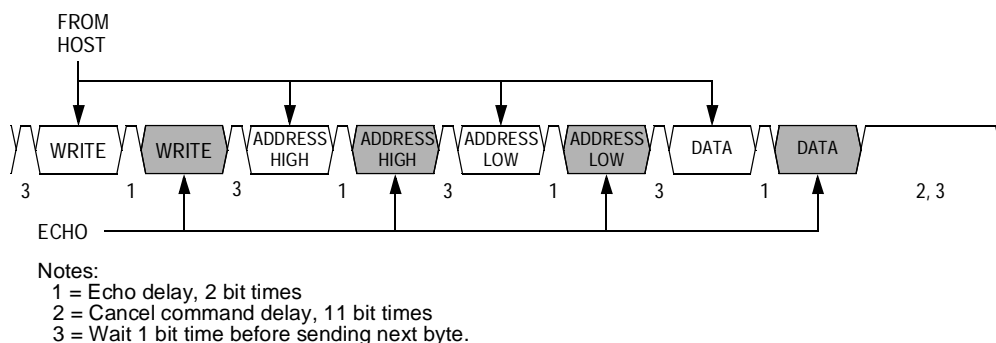 FROM
HOST
WRITE WRITE ADDRESS HIGH ADDRESS HIGH ADDRESS LOW ADDRESS LOW DATA DATA
3 1 3 1 3 1 3 1 2, 3
ECHO
Notes:
1 = Echo delay, 2 bit times
2 = Cancel command delay, 11 bit times
3 = Wait 1 bit time before sending next byte.